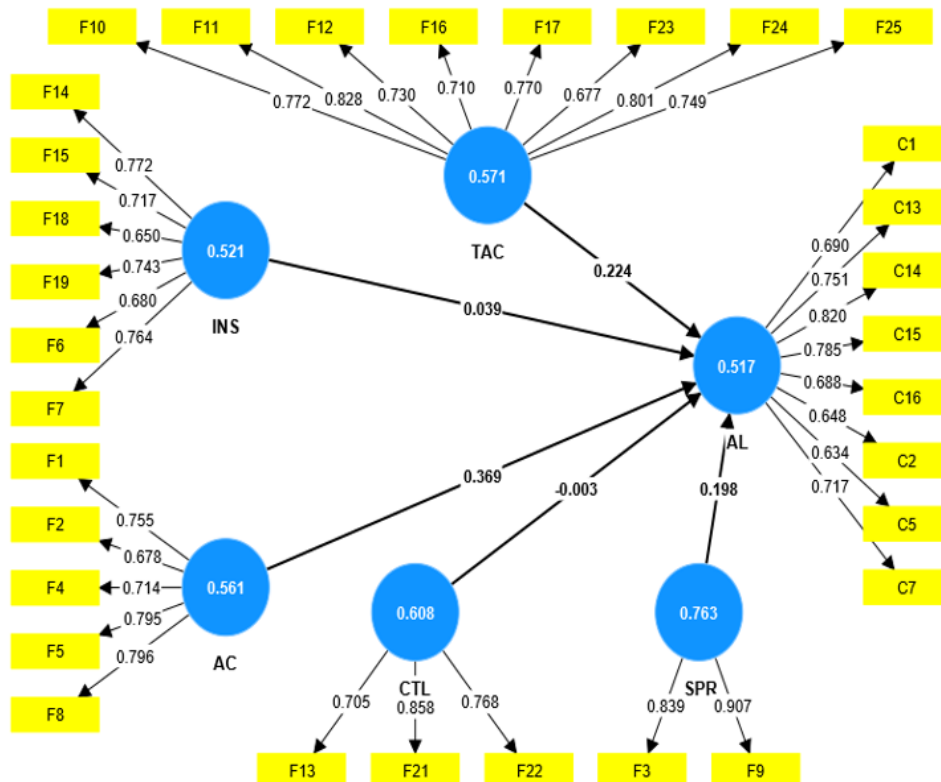 F10 F11 F12 F16 F17 F23 F24 F25
0.772 0.828 0.730 0.710 0.770 0.677 0.801 0.749
0.571
TAC
F14
F15
F18
F19
F6
F7
0.772
0.717
0.650
0.743
0.680
0.764
0.521
INS
F1
F2
F4
F5
F8
0.755
0.678
0.714
0.795
0.796
0.561
AC
0.224
0.039
0.369
-0.003
0.198
0.517
AL
0.690
0.751
0.820
0.785
0.688
0.648
0.634
0.717
C1
C13
C14
C15
C16
C2
C5
C7
0.608
CTL
0.705 0.858 0.768
F13 F21 F22
0.763
SPR
0.839 0.907
F3 F9